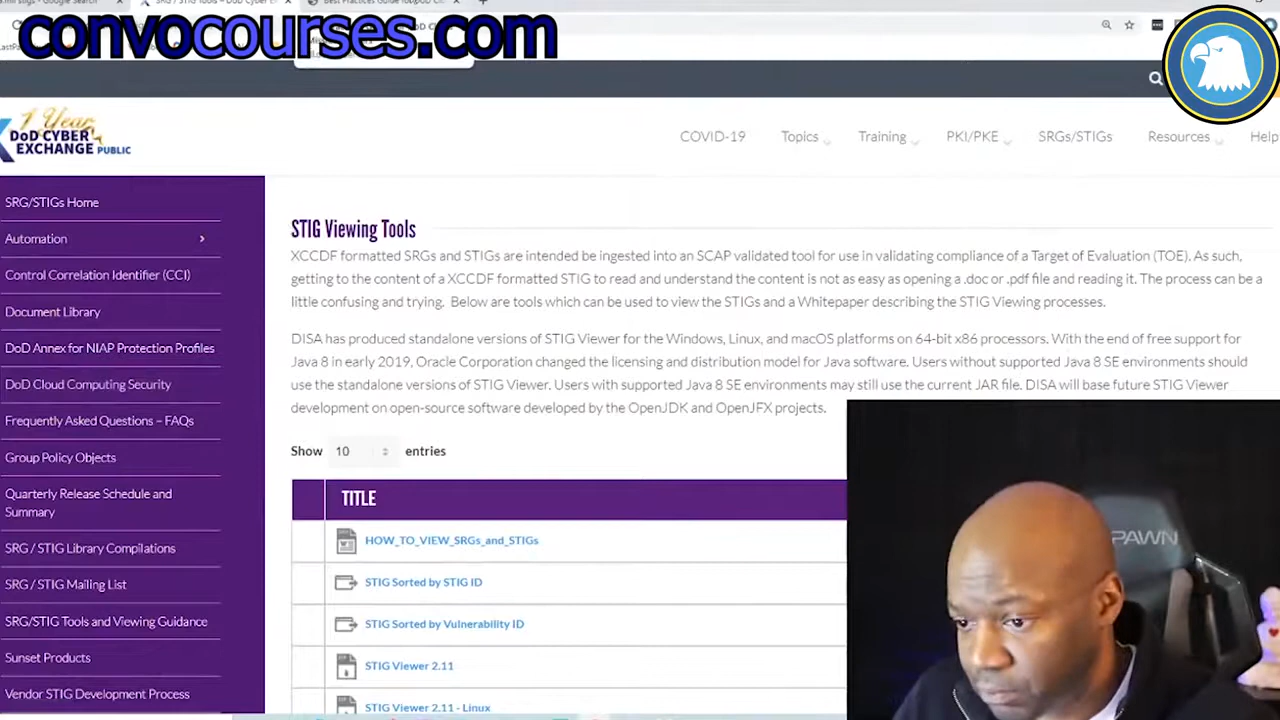 convocourses.com
1 Year
DoD CYBER
EXCHANGE PUBLIC
COVID-19
Topics
Training
PKI/PKE
SRGs/STIGs
Resources
Help
SRG/STIGs Home
Automation
Control Correlation Identifier (CCI)
Document Library
DoD Annex for NIAP Protection Profiles
DoD Cloud Computing Security
Frequently Asked Questions – FAQs
Group Policy Objects
Quarterly Release Schedule and
Summary
SRG / STIG Library Compilations
SRG / STIG Mailing List
SRG/STIG Tools and Viewing Guidance
Sunset Products
Vendor STIG Development Process
STIG Viewing Tools
XCCDF formatted SRGs and STIGs are intended be ingested into an SCAP validated tool for use in validating compliance of a Target of Evaluation (TOE). As such,
getting to the content of a XCCDF formatted STIG to read and understand the content is not as easy as opening a .doc or .pdf file and reading it. The process can be a
little confusing and trying. Below are tools which can be used to view the STIGs and a Whitepaper describing the STIG Viewing processes.
DISA has produced standalone versions of STIG Viewer for the Windows, Linux, and macOS platforms on 64-bit x86 processors. With the end of free support for
Java 8 in early 2019, Oracle Corporation changed the licensing and distribution model for Java software. Users without supported Java 8 SE environments should
use the standalone versions of STIG Viewer. Users with supported Java 8 SE environments may still use the current JAR file. DISA will base future STIG Viewer
development on open-source software developed by the OpenJDK and OpenJFX projects.
Show 10 entries
TITLE
HOW_TO_VIEW_SRGs_and_STIGs
STIG Sorted by STIG ID
STIG Sorted by Vulnerability ID
STIG Viewer 2.11
STIG Viewer 2.11 - Linux
PAWN